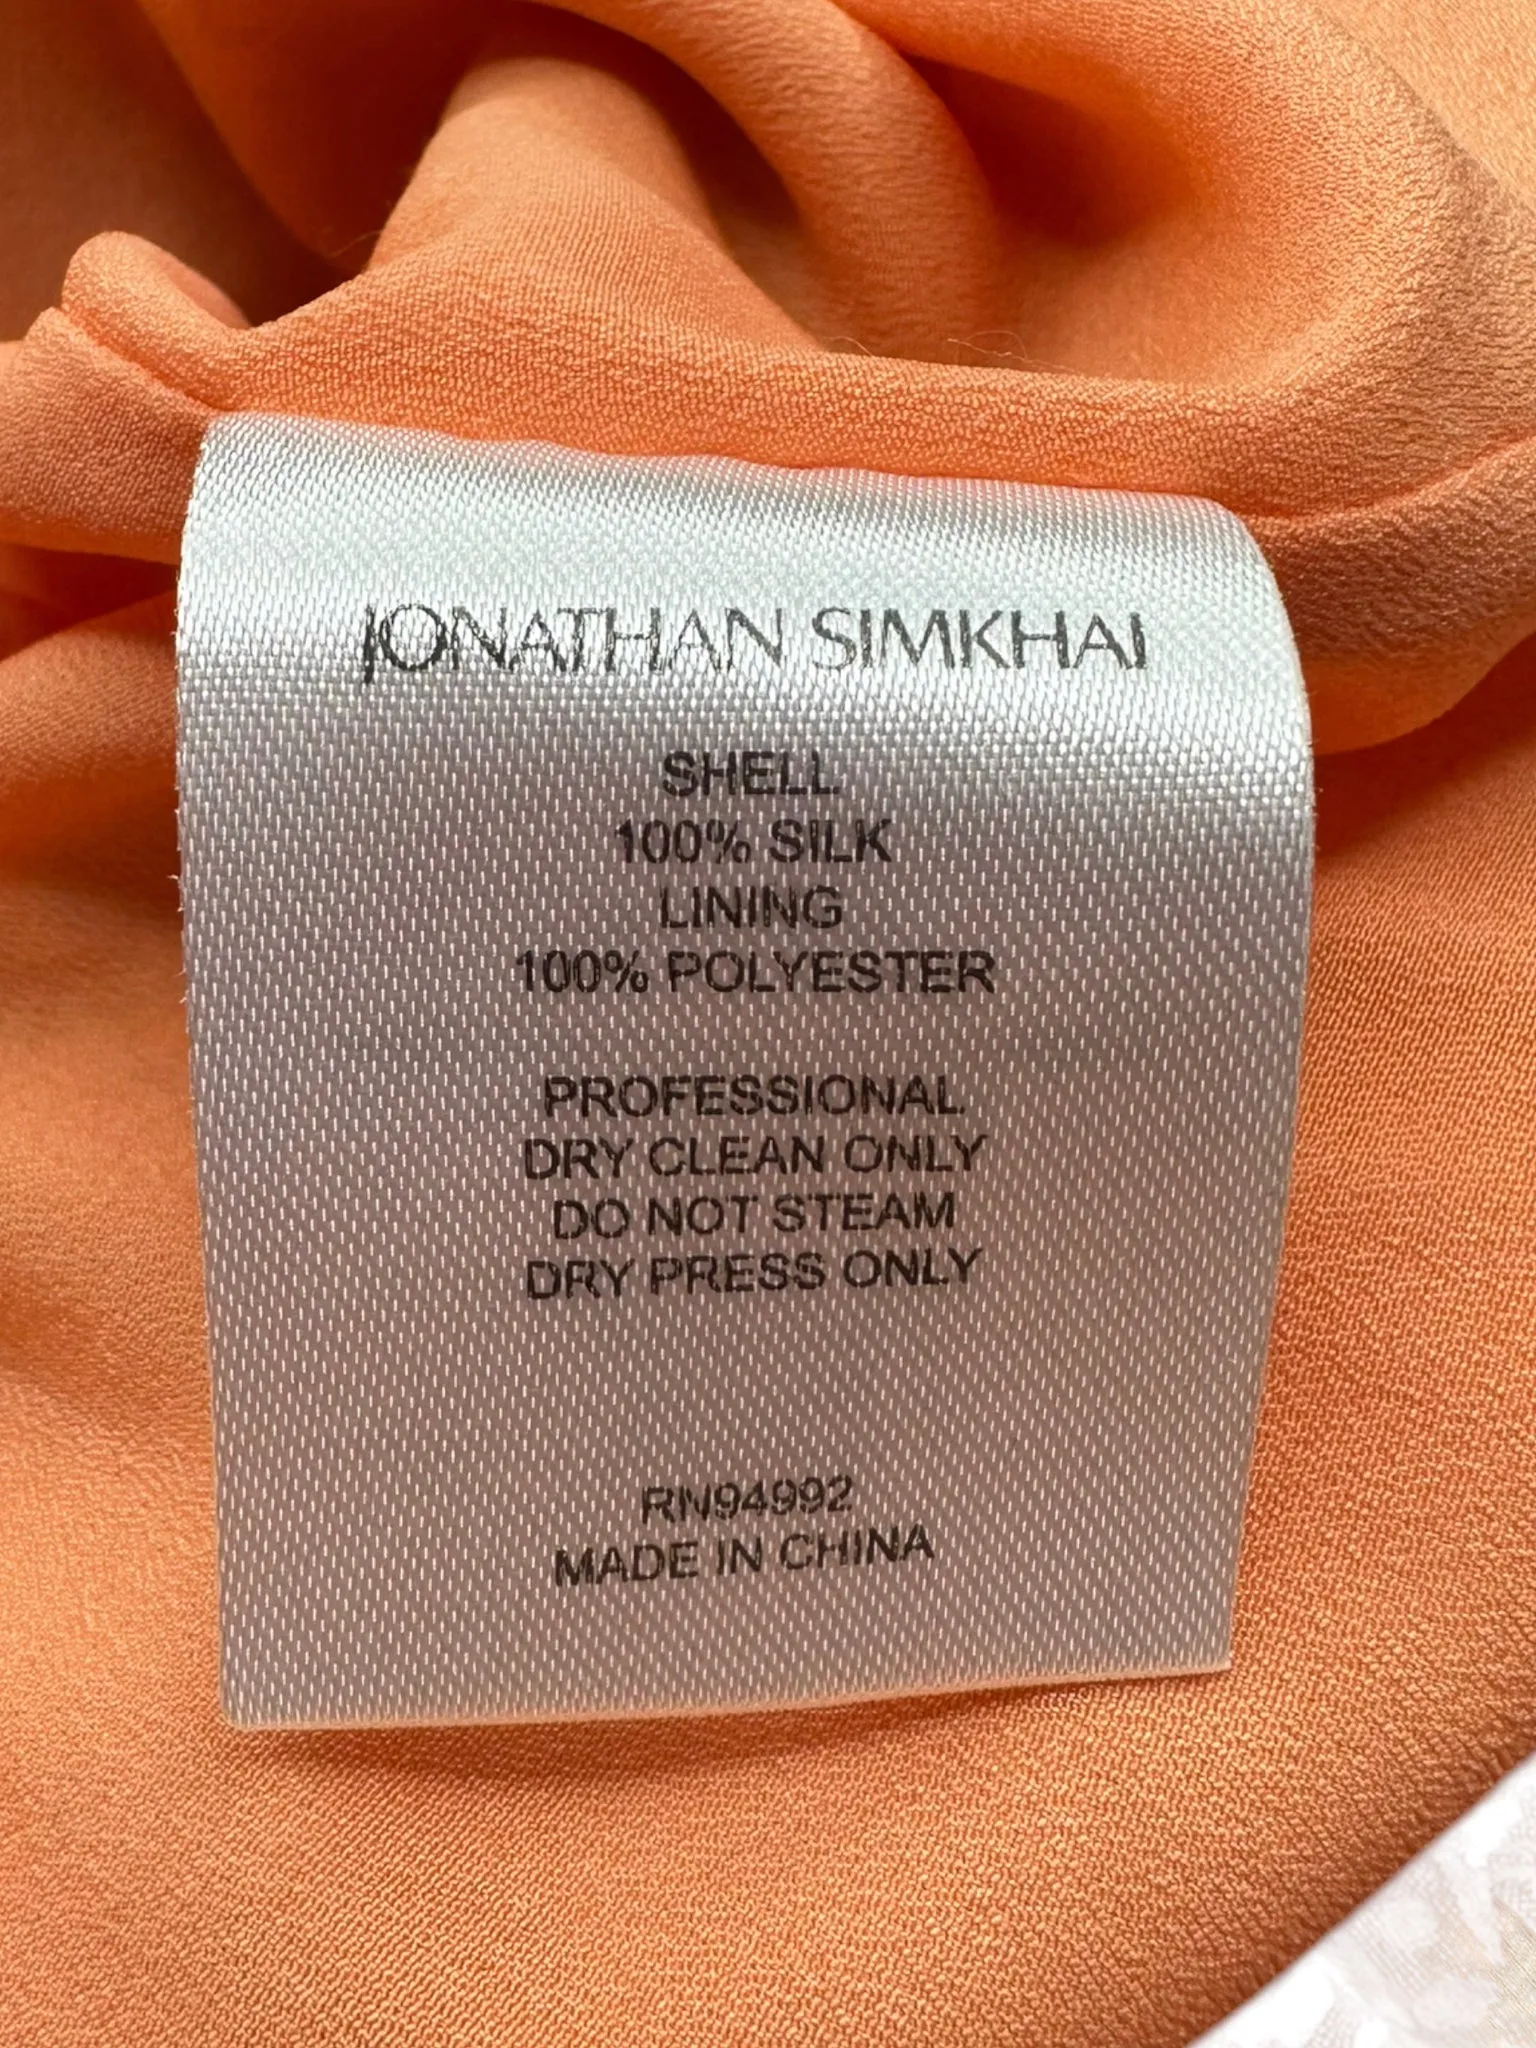 JONATHAN SIMKHAI
SHELL
100% SILK
LINING
100% POLYESTER
PROFESSIONAL
DRY CLEAN ONLY
DO NOT STEAM
DRY PRESS ONLY
RN94992
MADE IN CHINA